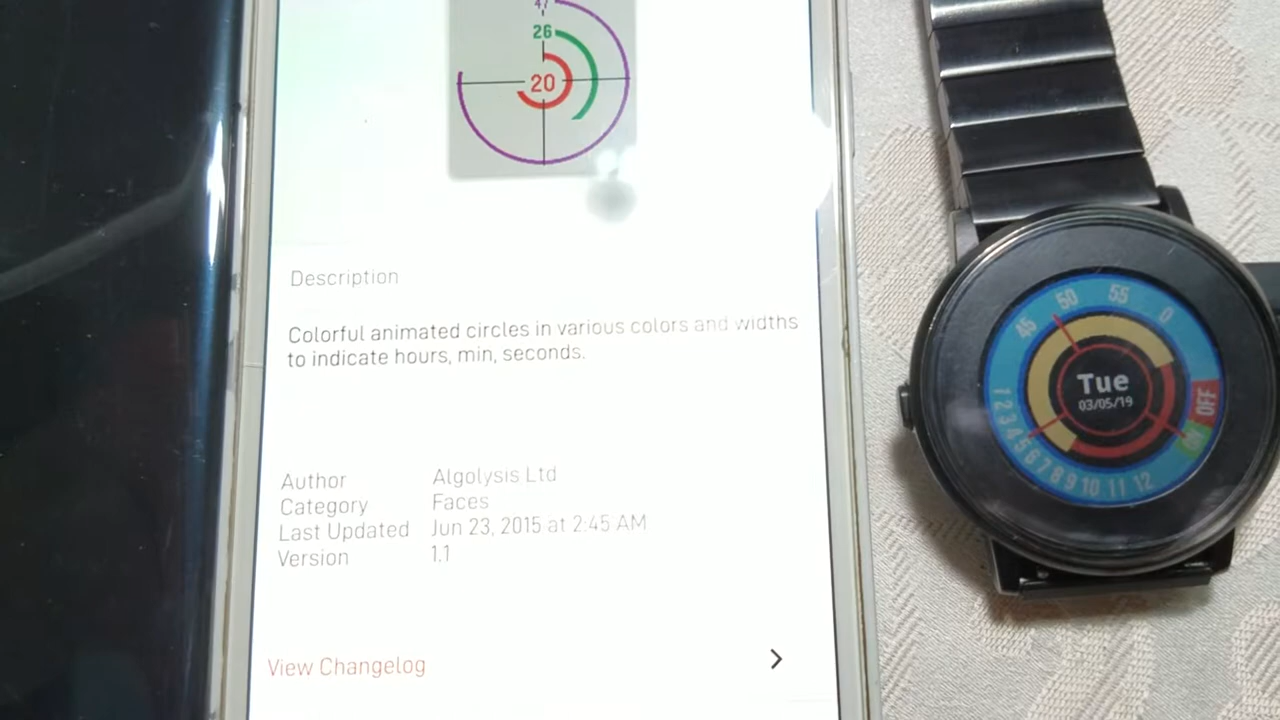 47
26
20
Description
Colorful animated circles in various colors and widths
to indicate hours, min, seconds.
Author Algolysis Ltd
Category Faces
Last Updated Jun 23, 2015 at 2:45 AM
Version 1.1
View Changelog
45 50 55 0
OFF
Tue
03/05/19
1 2 3 4 5 6 7 8 9 10 11 12